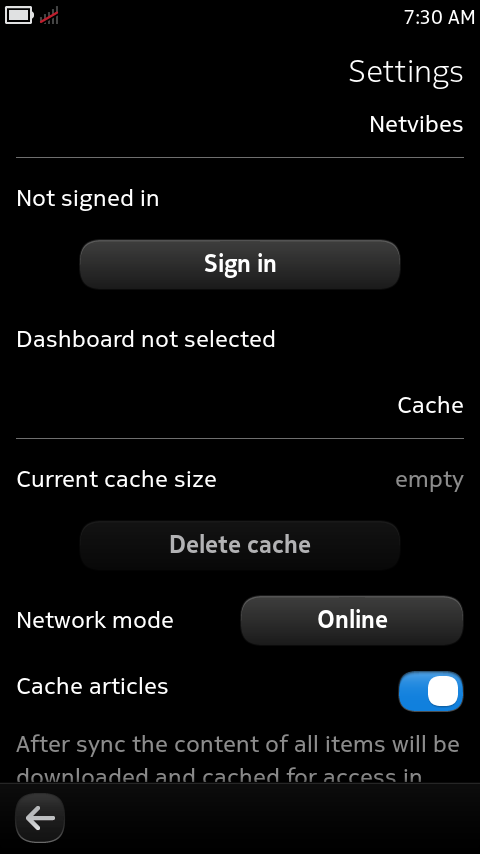 7:30 AM
Settings
Netvibes
Not signed in
Sign in
Dashboard not selected
Cache
Current cache size empty
Delete cache
Network mode Online
Cache articles
After sync the content of all items will be
downloaded and cached for access in